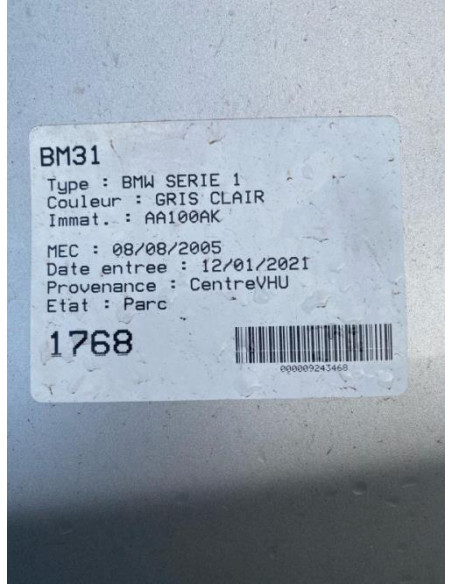 BM31
Type : BMW SERIE 1
Couleur : GRIS CLAIR
Immat. : AA100AK
MEC : 08/08/2005
Date entree : 12/01/2021
Provenance : CentreVHU
Etat : Parc
1768
000009243468